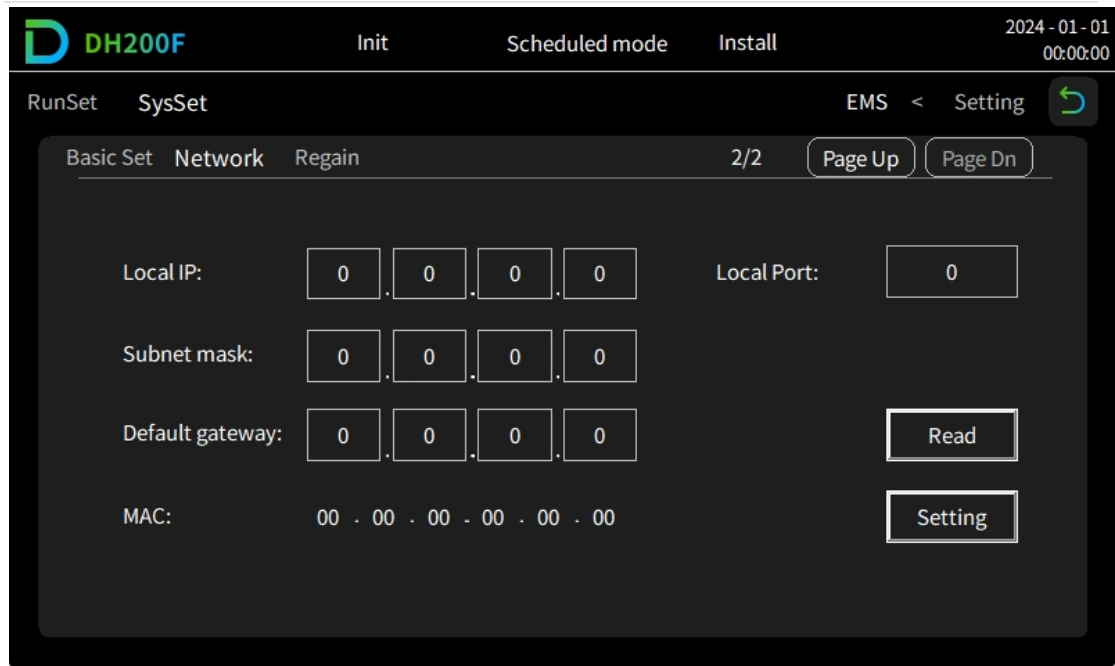 DH200F Init Scheduled mode Install 2024 - 01 - 01
00:00:00
RunSet SysSet EMS < Setting
Basic Set Network Regain 2/2 Page Up Page Dn
Local IP: 0 . 0 . 0 . 0 Local Port: 0
Subnet mask: 0 . 0 . 0 . 0
Default gateway: 0 . 0 . 0 . 0 Read
MAC: 00 . 00 . 00 . 00 . 00 . 00 Setting